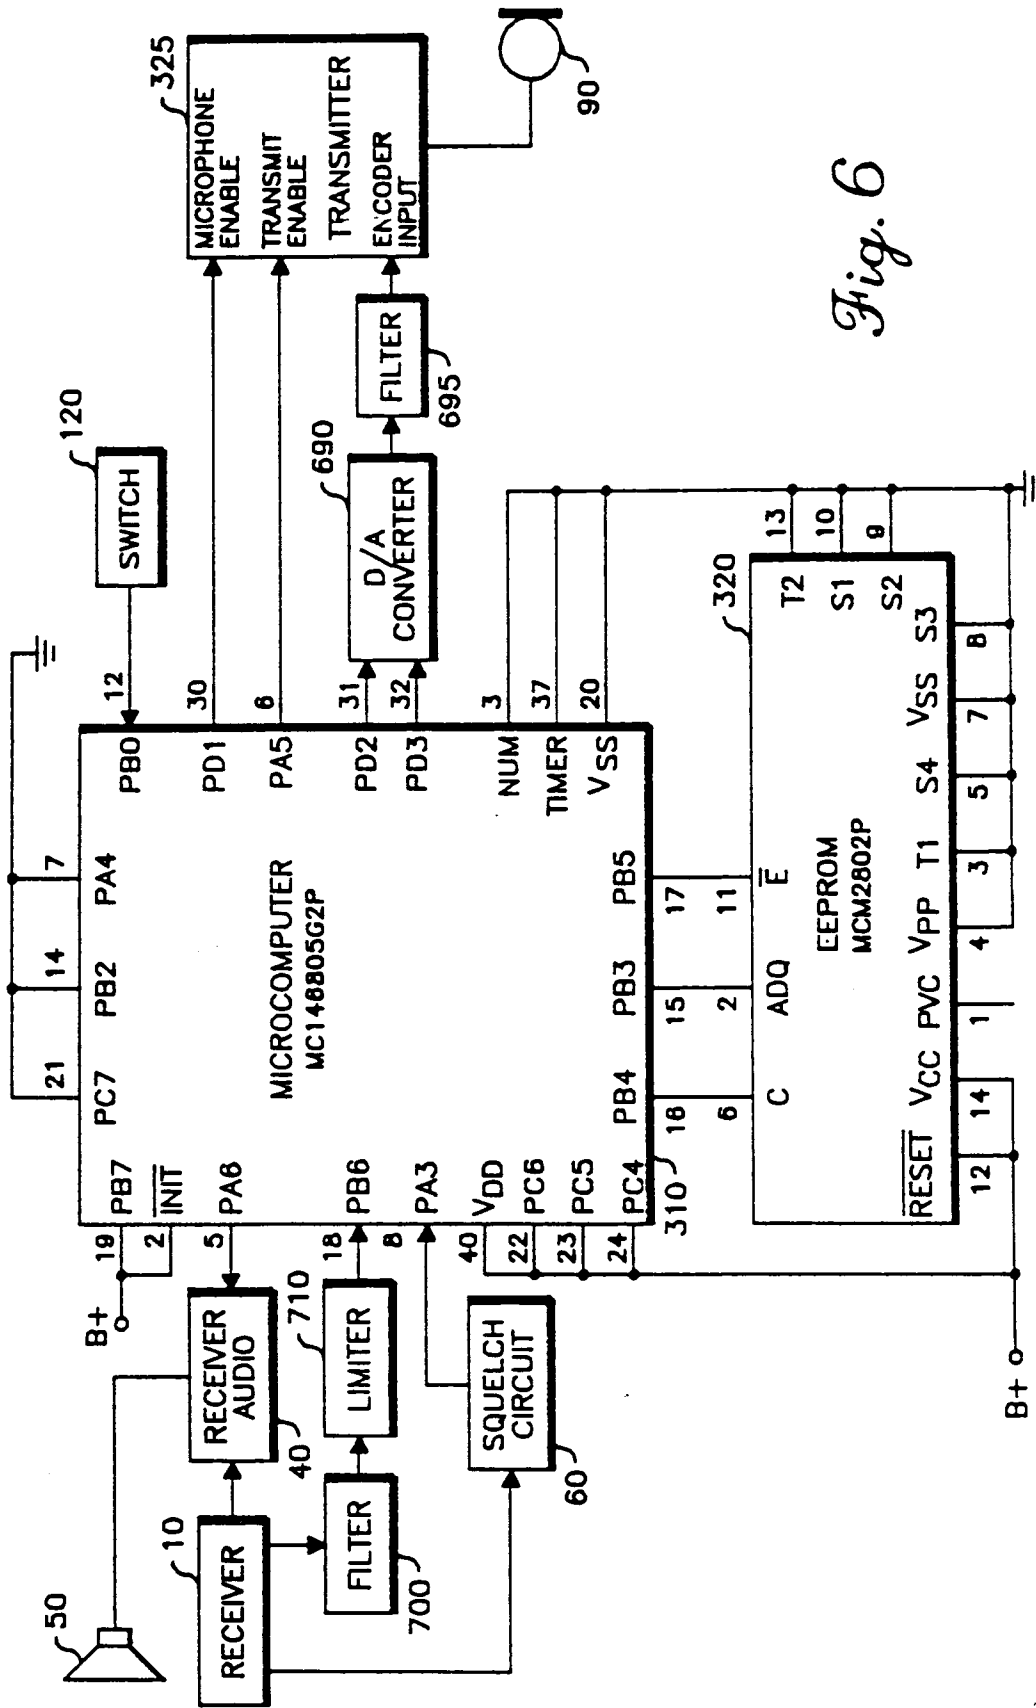 50
10
RECEIVER
RECEIVER
AUDIO
40
FILTER
700
LIMITER
710
SQUELCH
CIRCUIT
60
B+
19
2
5
18
8
40
22
23
24
PB7
INIT
PA6
PB6
PA3
VDD
PC6
PC5
PC4
310
21
14
7
PC7
PB2
PA4
MICROCOMPUTER
MC146805G2P
PB4
PB3
PB5
16
15
17
6
2
11
PB0
PD1
PA5
PD2
PD3
NUM
TIMER
VSS
12
30
6
31
32
3
37
20
SWITCH
120
D/A
CONVERTER
690
FILTER
695
MICROPHONE
ENABLE
TRANSMIT
ENABLE
TRANSMITTER
ENCODER
INPUT
325
90
C
ADQ
E
EEPROM
MCM2802P
320
T2
S1
S2
13
10
9
RESET
VCC
PVC
VPP
T1
S4
VSS
S3
12
14
1
4
3
5
7
8
B+
Fig. 6